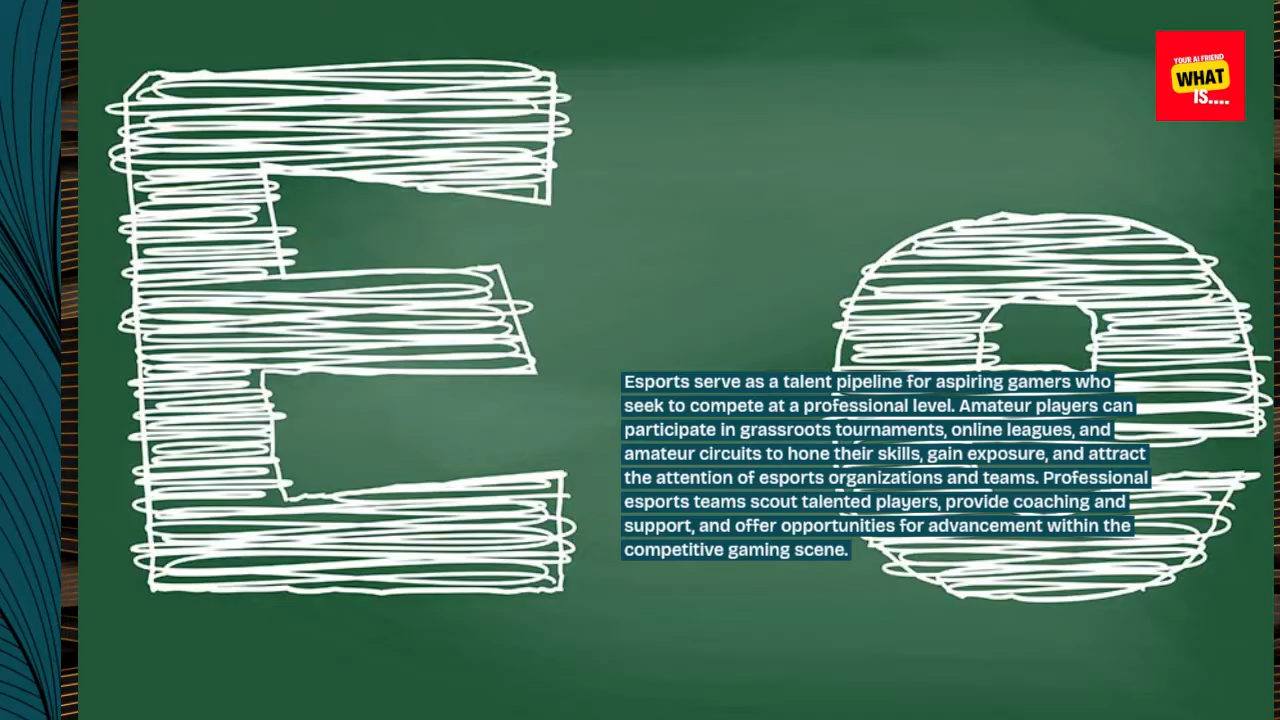 E e
YOUR AI FRIEND
WHAT
IS....
Esports serve as a talent pipeline for aspiring gamers who
seek to compete at a professional level. Amateur players can
participate in grassroots tournaments, online leagues, and
amateur circuits to hone their skills, gain exposure, and attract
the attention of esports organizations and teams. Professional
esports teams scout talented players, provide coaching and
support, and offer opportunities for advancement within the
competitive gaming scene.